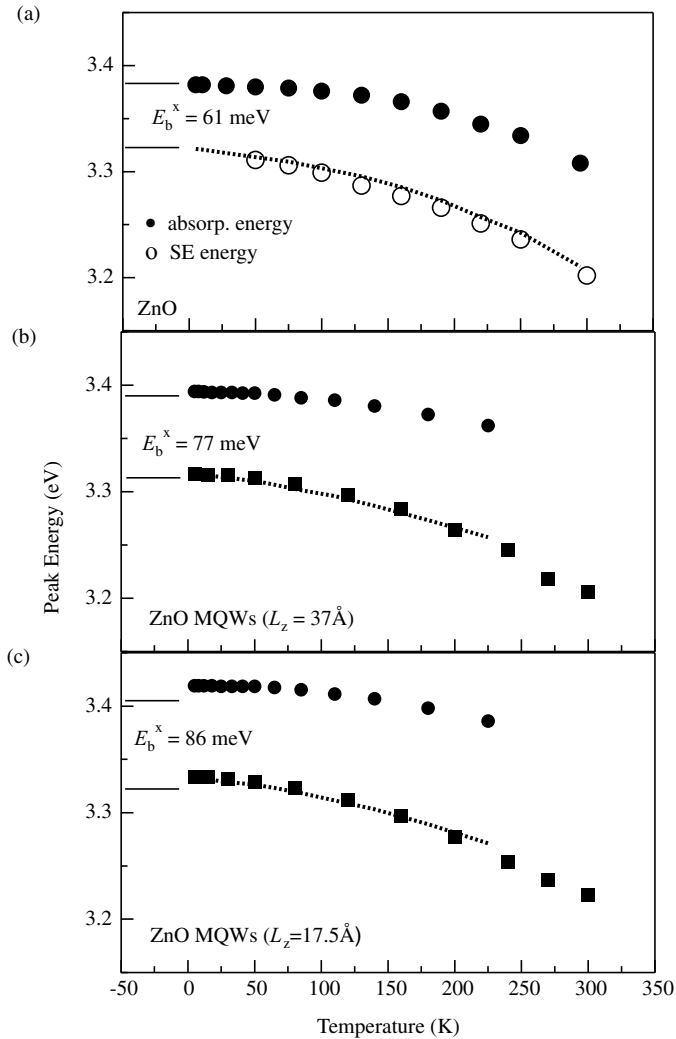 (a)
3.4
E_b^x = 61 meV
3.3
● absorp. energy
○ SE energy
3.2
ZnO
(b)
3.4
E_b^x = 77 meV
3.3
3.2
ZnO MQWs (L_z = 37Å)
Peak Energy (eV)
(c)
3.4
E_b^x = 86 meV
3.3
3.2
ZnO MQWs (L_z=17.5Å)
-50 0 50 100 150 200 250 300 350
Temperature (K)